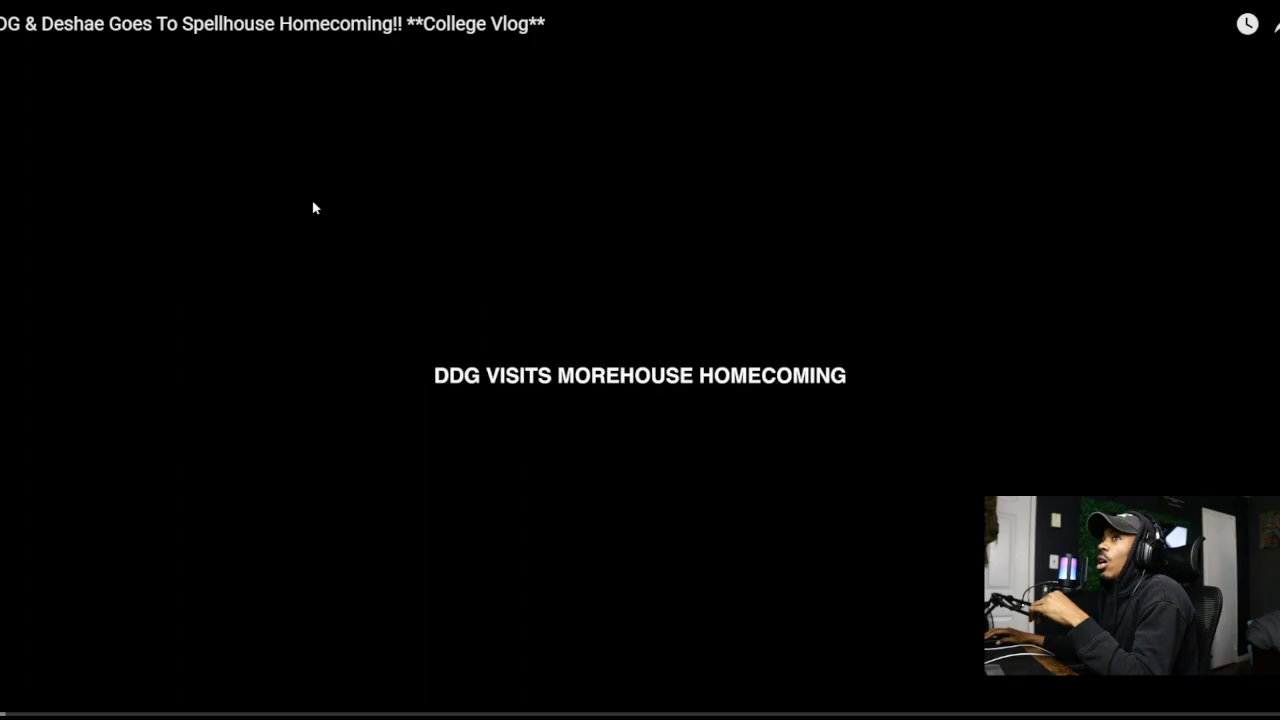 DG & Deshae Goes To Spellhouse Homecoming!! **College Vlog**
DDG VISITS MOREHOUSE HOMECOMING